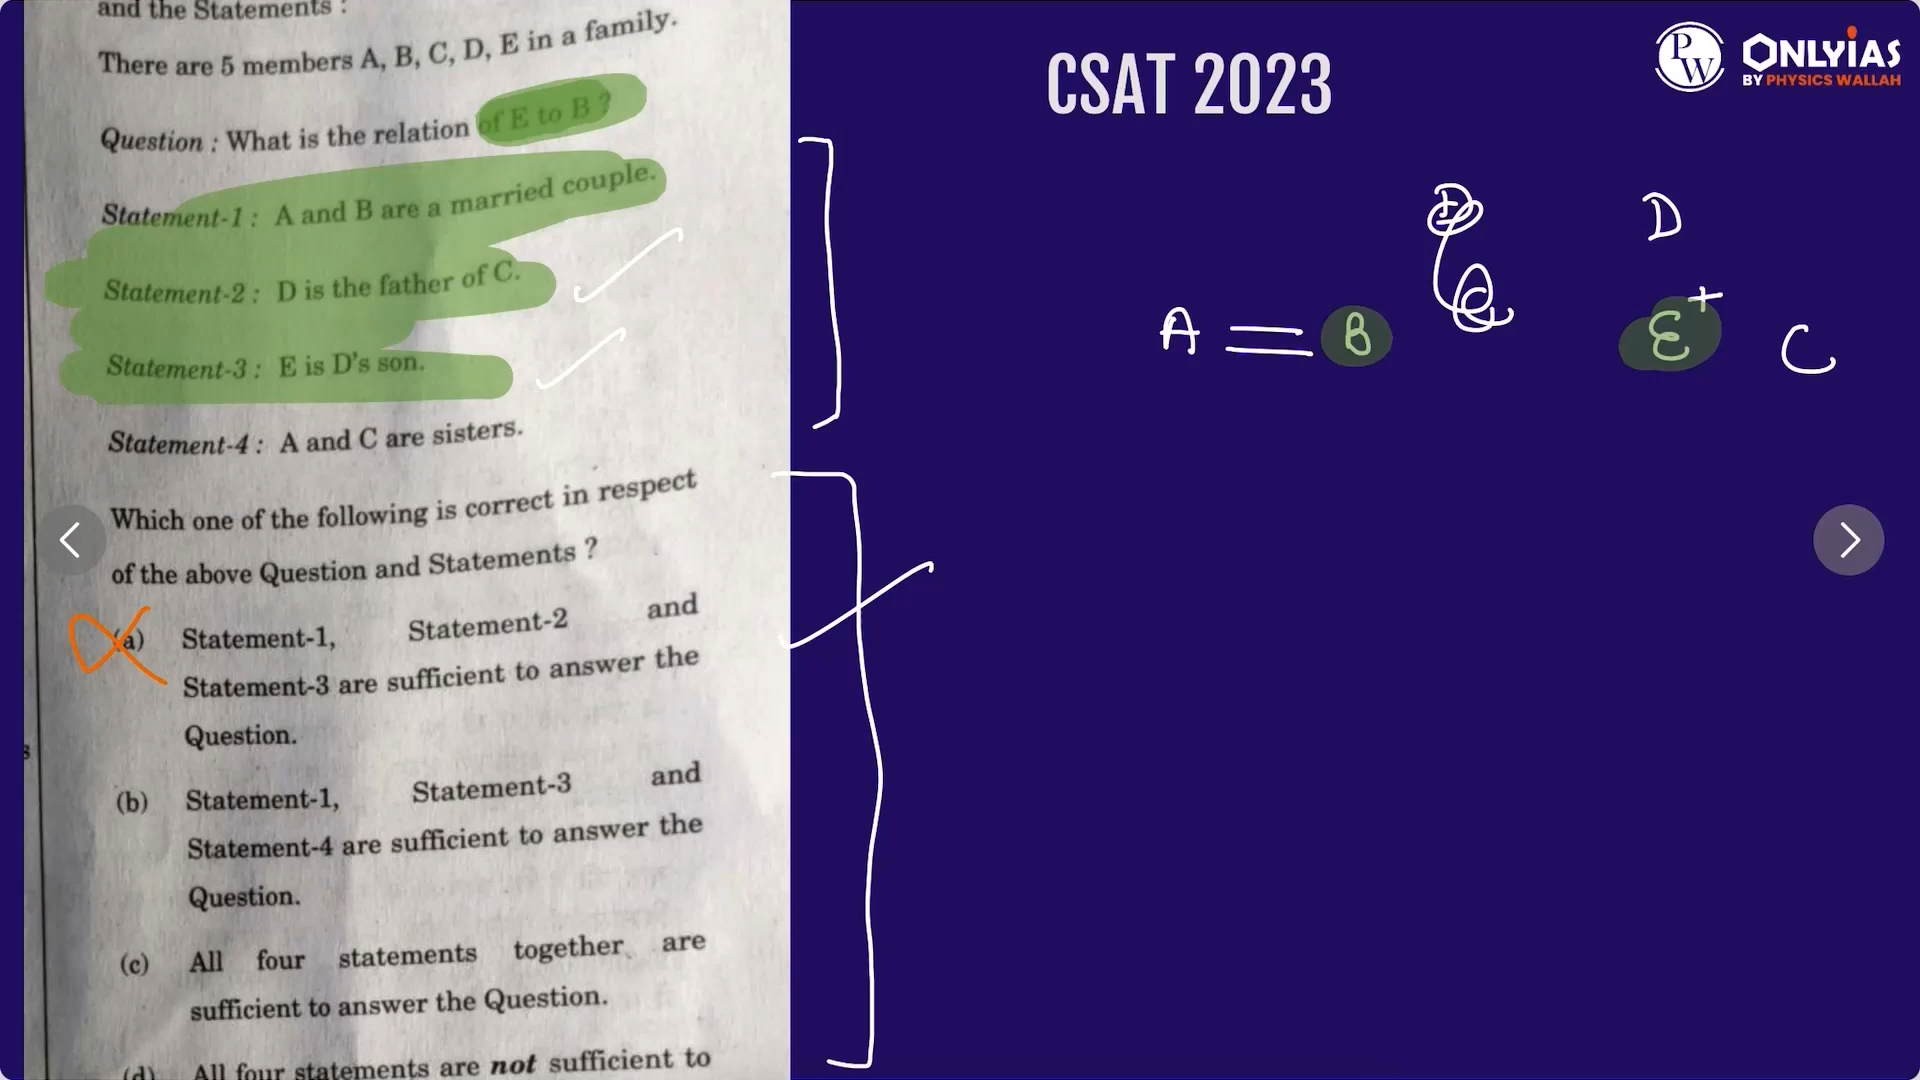 and the Statements :
There are 5 members A, B, C, D, E in a family.
Question : What is the relation of E to B ?
Statement-1 : A and B are a married couple.
Statement-2 : D is the father of C.
Statement-3 : E is D's son.
Statement-4 : A and C are sisters.
Which one of the following is correct in respect
of the above Question and Statements ?
(a) Statement-1, Statement-2 and
Statement-3 are sufficient to answer the
Question.
(b) Statement-1, Statement-3 and
Statement-4 are sufficient to answer the
Question.
(c) All four statements together are
sufficient to answer the Question.
(d) All four statements are not sufficient to
CSAT 2023
PW ONLYIAS
BY PHYSICS WALLAH
D
A = B E+ C